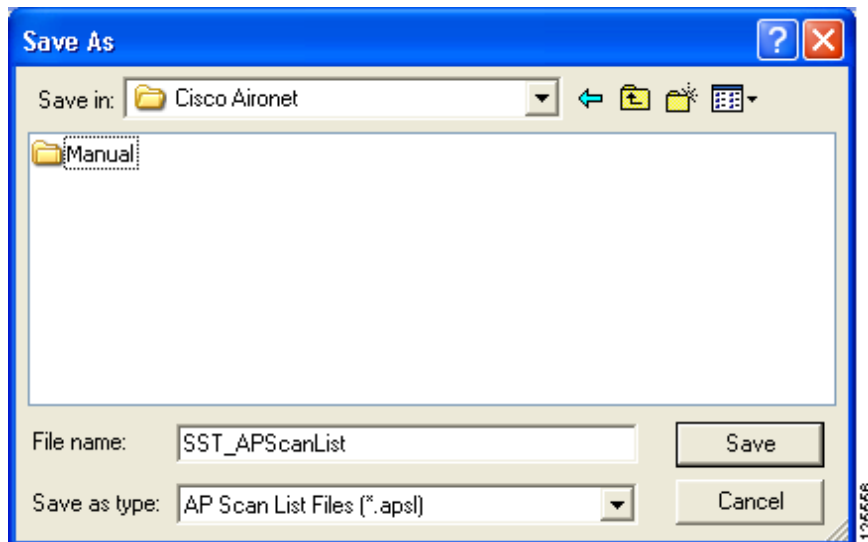 Save As
Save in: Cisco Aironet
Manual
File name: SST_APScanList
Save
Save as type: AP Scan List Files (*.apsl)
Cancel
135556